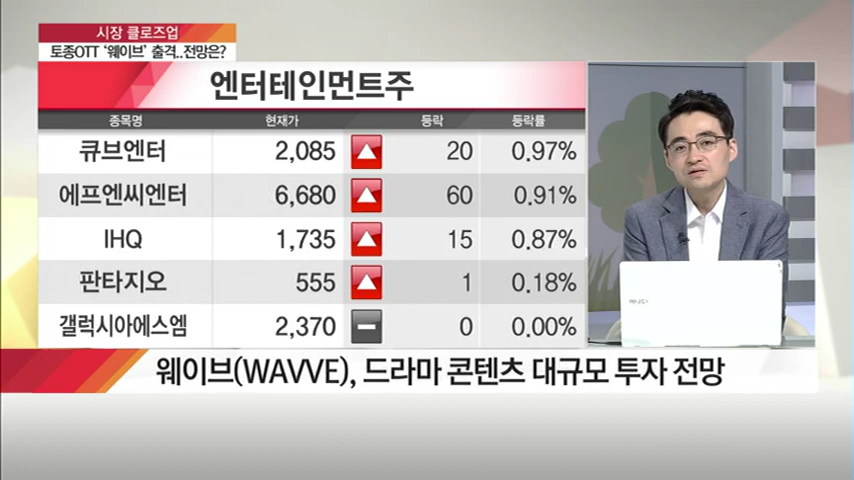 시장 클로즈업
토종OTT '웨이브' 출격..전망은?
엔터테인먼트주
종목명 현재가 등락 등락률
큐브엔터 2,085 20 0.97%
에프엔씨엔터 6,680 60 0.91%
IHQ 1,735 15 0.87%
판타지오 555 1 0.18%
갤럭시아에스엠 2,370 0 0.00%
웨이브(WAVVE), 드라마 콘텐츠 대규모 투자 전망